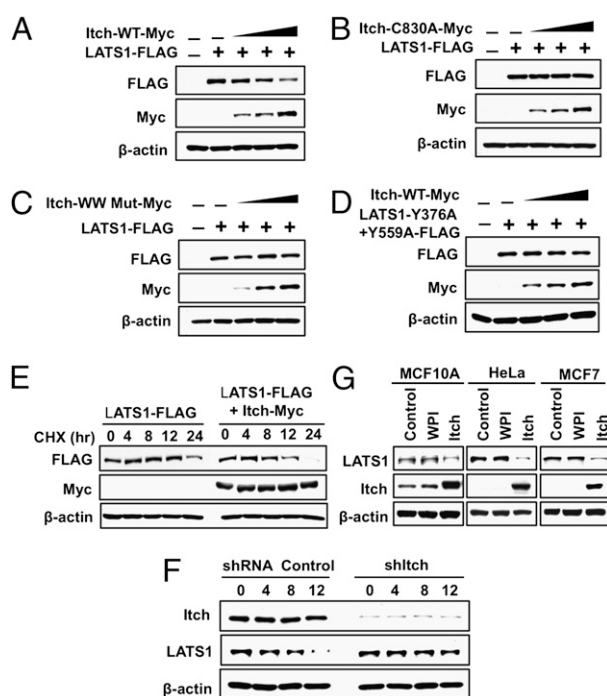 A
Itch-WT-Myc – –
LATS1-FLAG – + + + +
FLAG
Myc
β-actin
B
Itch-C830A-Myc – –
LATS1-FLAG – + + + +
FLAG
Myc
β-actin
C
Itch-WW Mut-Myc – –
LATS1-FLAG – + + + +
FLAG
Myc
β-actin
D
Itch-WT-Myc – –
LATS1-Y376A
+Y559A-FLAG – + + + +
FLAG
Myc
β-actin
E
LATS1-FLAG
LATS1-FLAG
+ Itch-Myc
CHX (hr) 0 4 8 12 24 0 4 8 12 24
FLAG
Myc
β-actin
G
MCF10A HeLa MCF7
Control WPI Itch Control WPI Itch Control WPI Itch
LATS1
Itch
β-actin
F
shRNA Control shItch
0 4 8 12 0 4 8 12
Itch
LATS1
β-actin